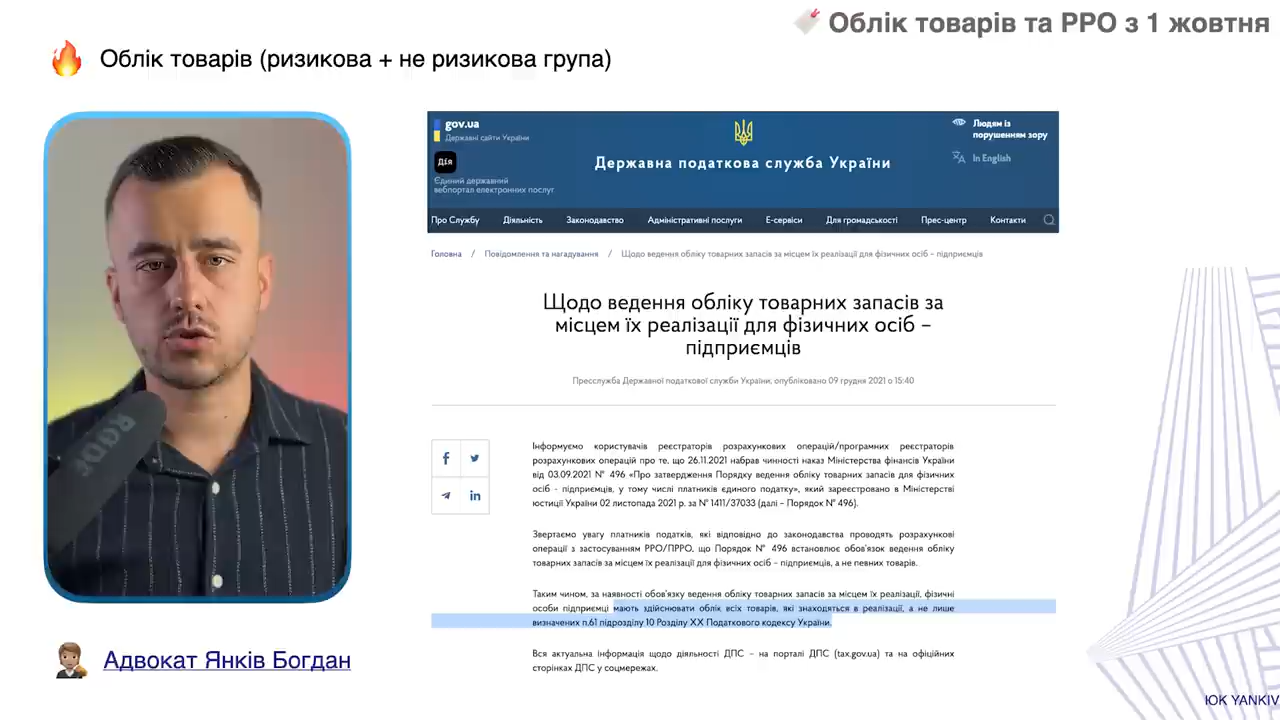 Облік товарів та РРО з 1 жовтня
Облік товарів (ризикова + не ризикова група)
gov.ua
Державні сайти України
Дія
Єдиний державний
вебпортал електронних послуг
Державна податкова служба України
Людям із
порушенням зору
In English
Про Службу Діяльність Законодавство Адміністративні послуги Е-сервіси Для громадськості Прес-центр Контакти
Головна / Повідомлення та нагадування / Щодо ведення обліку товарних запасів за місцем їх реалізації для фізичних осіб – підприємців
Щодо ведення обліку товарних запасів за
місцем їх реалізації для фізичних осіб –
підприємців
Пресслужба Державної податкової служби України, опубліковано 09 грудня 2021 о 15:40
Інформуємо користувачів реєстраторів розрахункових операцій/програмних реєстраторів
розрахункових операцій про те, що 26.11.2021 набрав чинності наказ Міністерства фінансів України
від 03.09.2021 № 496 «Про затвердження Порядку ведення обліку товарних запасів для фізичних
осіб - підприємців, у тому числі платників єдиного податку», який зареєстровано в Міністерстві
юстиції України 02 листопада 2021 р. за № 1411/37033 (далі – Порядок № 496).
Звертаємо увагу платників податків, які відповідно до законодавства проводять розрахункові
операції з застосуванням РРО/ПРРО, що Порядок № 496 встановлює обов'язок ведення обліку
товарних запасів за місцем їх реалізації для фізичних осіб – підприємців, а не певних товарів.
Таким чином, за наявності обов'язку ведення обліку товарних запасів за місцем їх реалізації, фізичні
особи підприємці мають здійснювати облік всіх товарів, які знаходяться в реалізації, а не лише
визначених п.61 підрозділу 10 Розділу XX Податкового кодексу України.
Вся актуальна інформація щодо діяльності ДПС – на порталі ДПС (tax.gov.ua) та на офіційних
сторінках ДПС у соцмережах.
RODE
Адвокат Янків Богдан
ЮК YANKIV